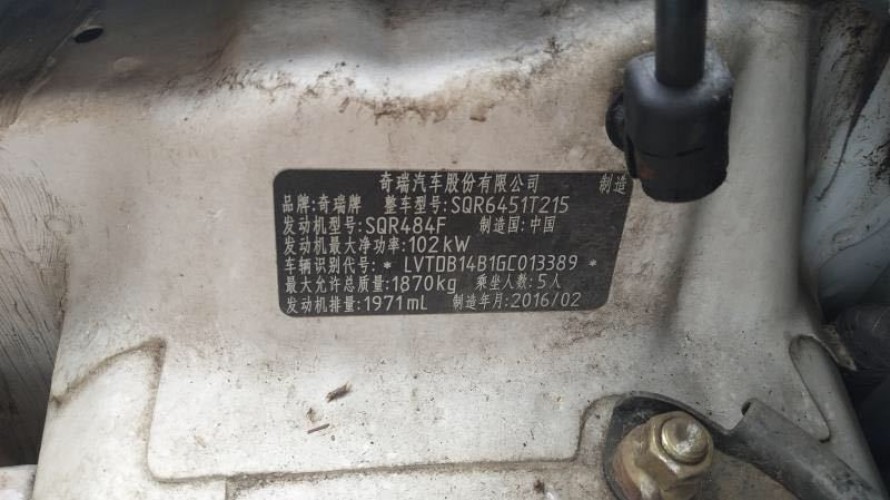 奇瑞汽车股份有限公司 制造
品牌:奇瑞牌 整车型号:SQR6451T215
发动机型号:SQR484F 制造国:中国
发动机最大净功率:102kW
车辆识别代号:* LVTDB14B1GC013389 *
最大允许总质量:1870kg 乘坐人数:5人
发动机排量:1971mL 制造年月:2016/02